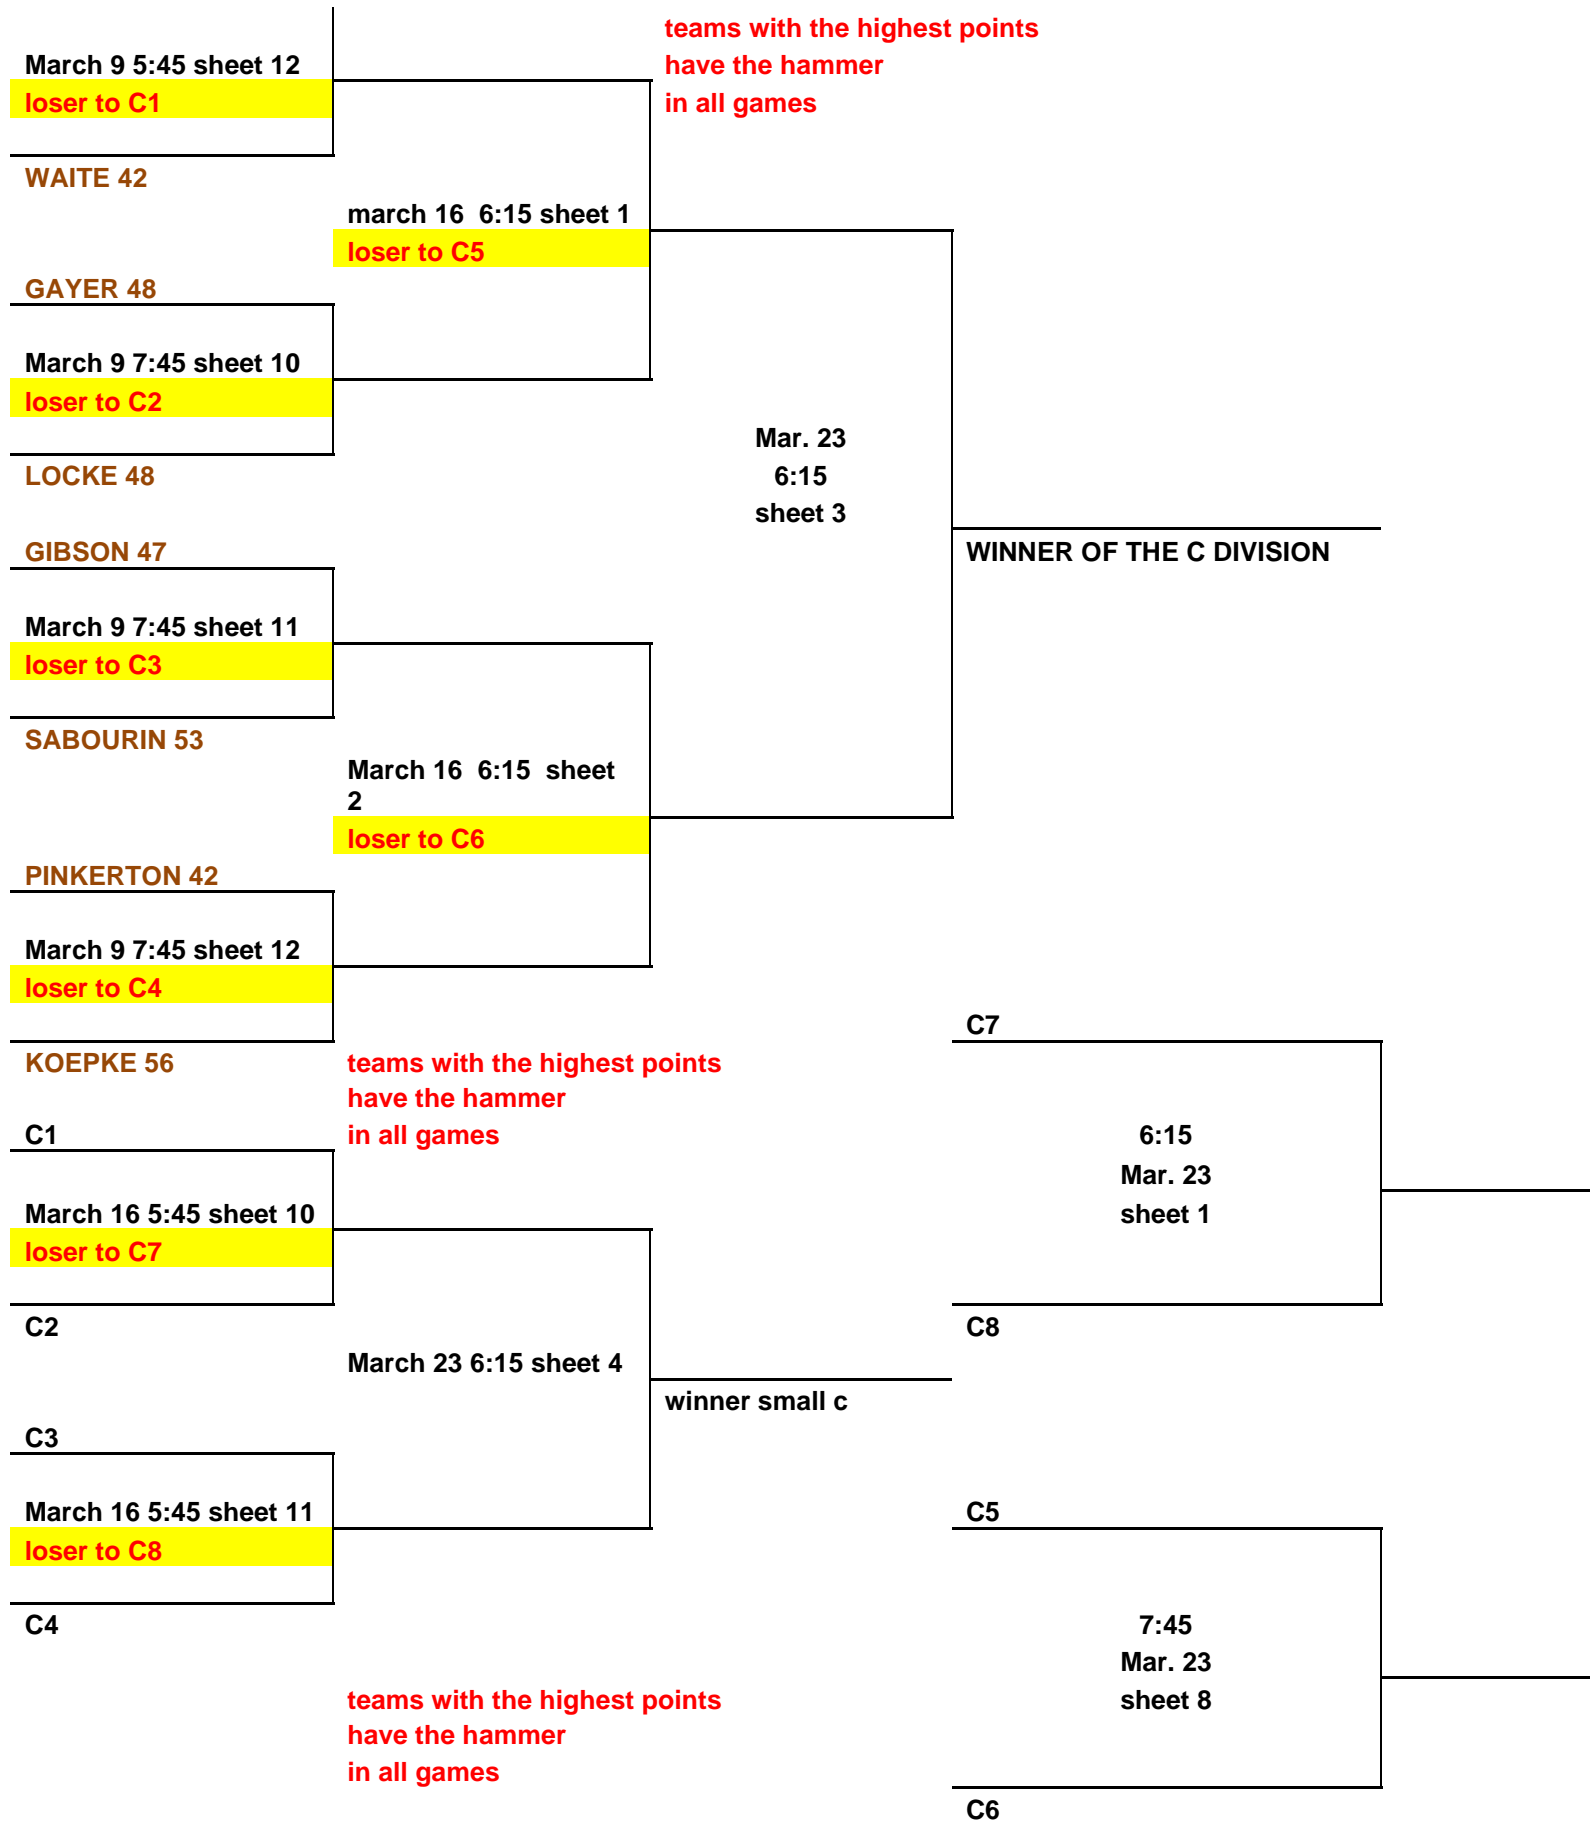 teams with the highest points
March 9 5:45 sheet 12
have the hammer
loser to C1
in all games
WAITE 42
march 16  6:15 sheet 1
loser to C5
GAYER 48
March 9 7:45 sheet 10
loser to C2
Mar. 23
LOCKE 48
6:15
sheet 3
GIBSON 47
WINNER OF THE C DIVISION
March 9 7:45 sheet 11
loser to C3
SABOURIN 53
March 16  6:15  sheet
2
loser to C6
PINKERTON 42
March 9 7:45 sheet 12
loser to C4
C7
KOEPKE 56
teams with the highest points
have the hammer
C1
in all games
6:15
Mar. 23
March 16 5:45 sheet 10
sheet 1
loser to C7
C2
C8
March 23 6:15 sheet 4
winner small c
C3
March 16 5:45 sheet 11
C5
loser to C8
C4
7:45
Mar. 23
teams with the highest points
sheet 8
have the hammer
in all games
C6